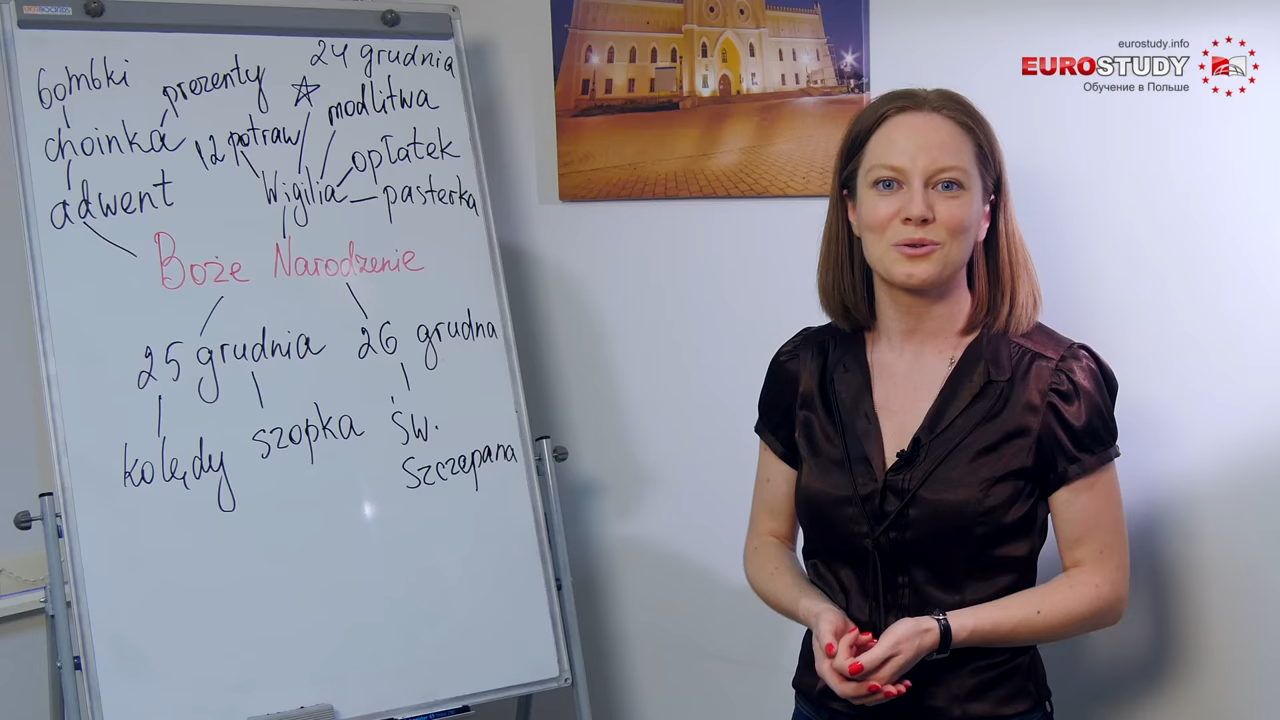 bombki
prezenty
24 grudnia
choinka
12 potraw
modlitwa
opłatek
adwent
Wigilia
pasterka
Boże Narodzenie
25 grudnia
26 grudna
kolędy
szopka
św.
Szczepana
eurostudy.info
EUROSTUDY
Обучение в Польше